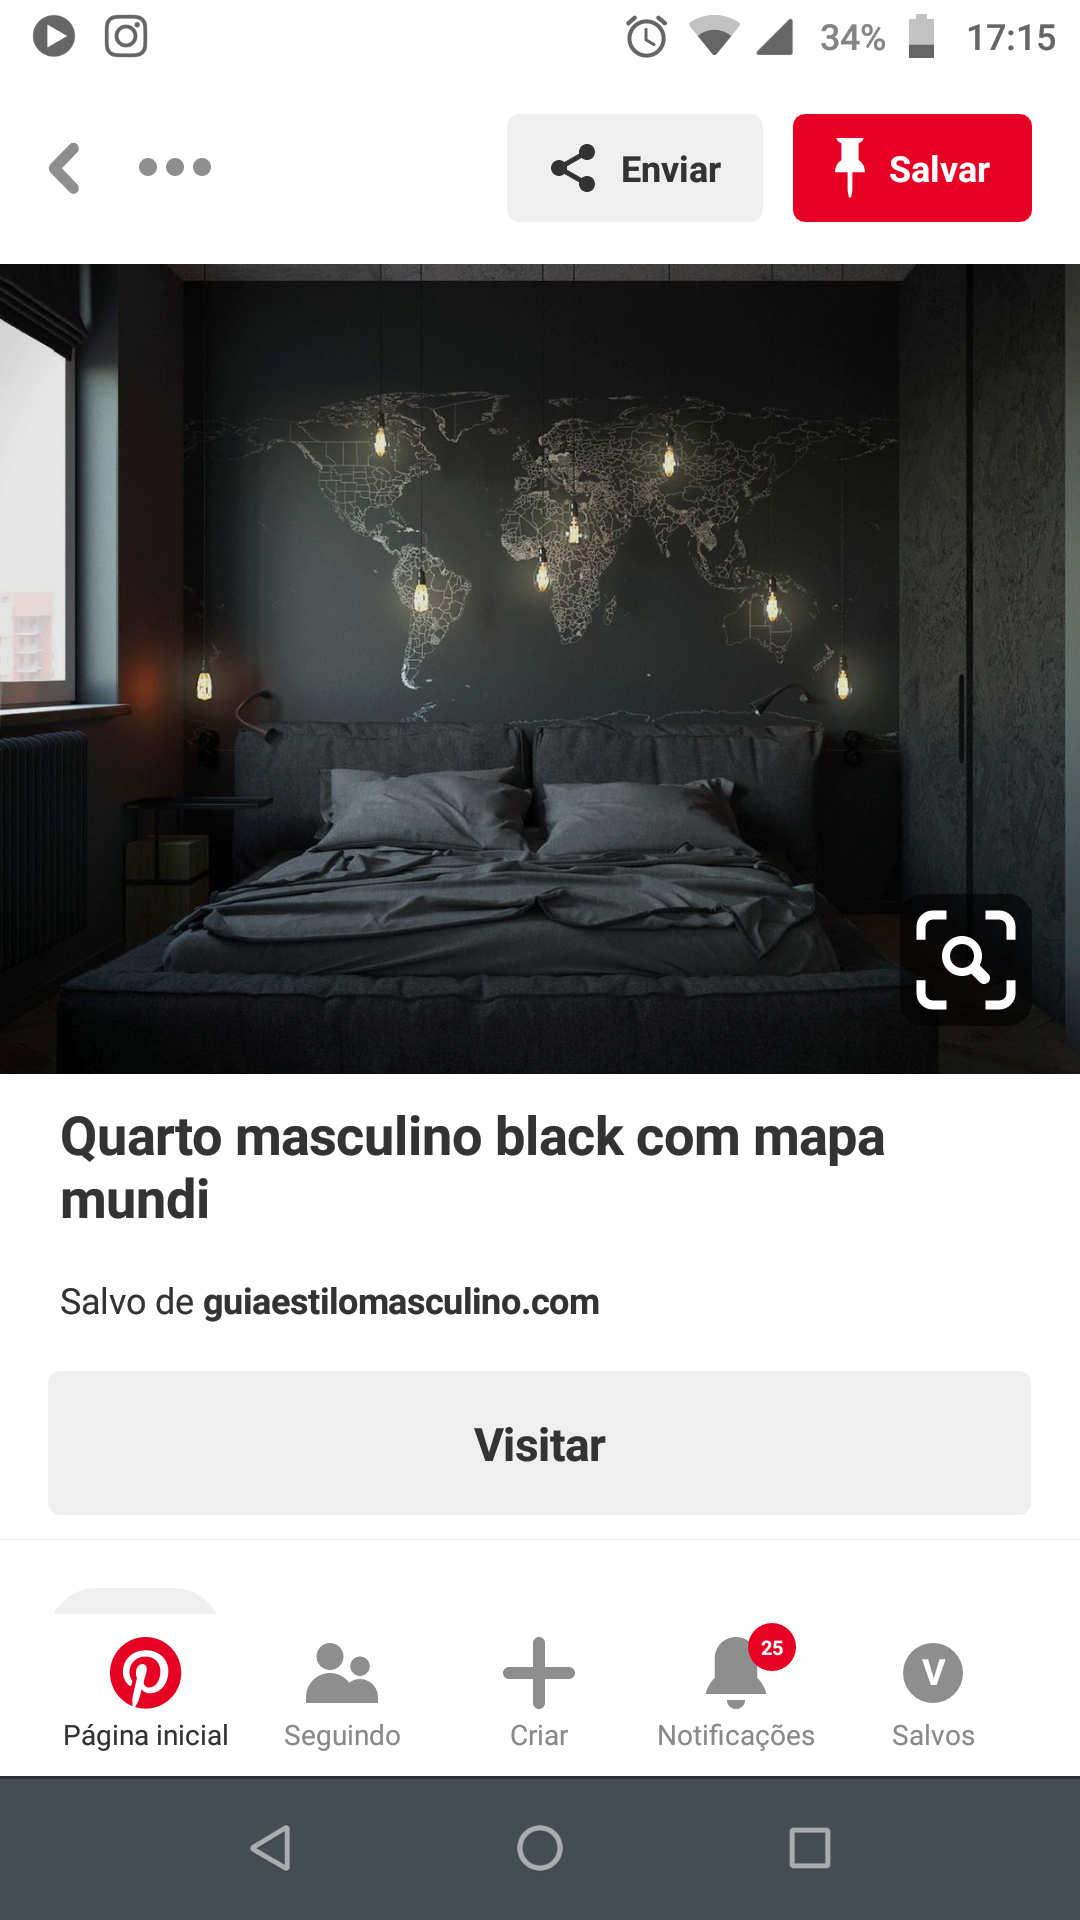 34% 17:15
Enviar Salvar
Quarto masculino black com mapa
mundi
Salvo de guiaestilomasculino.com
Visitar
25
V
Página inicial Seguindo Criar Notificações Salvos